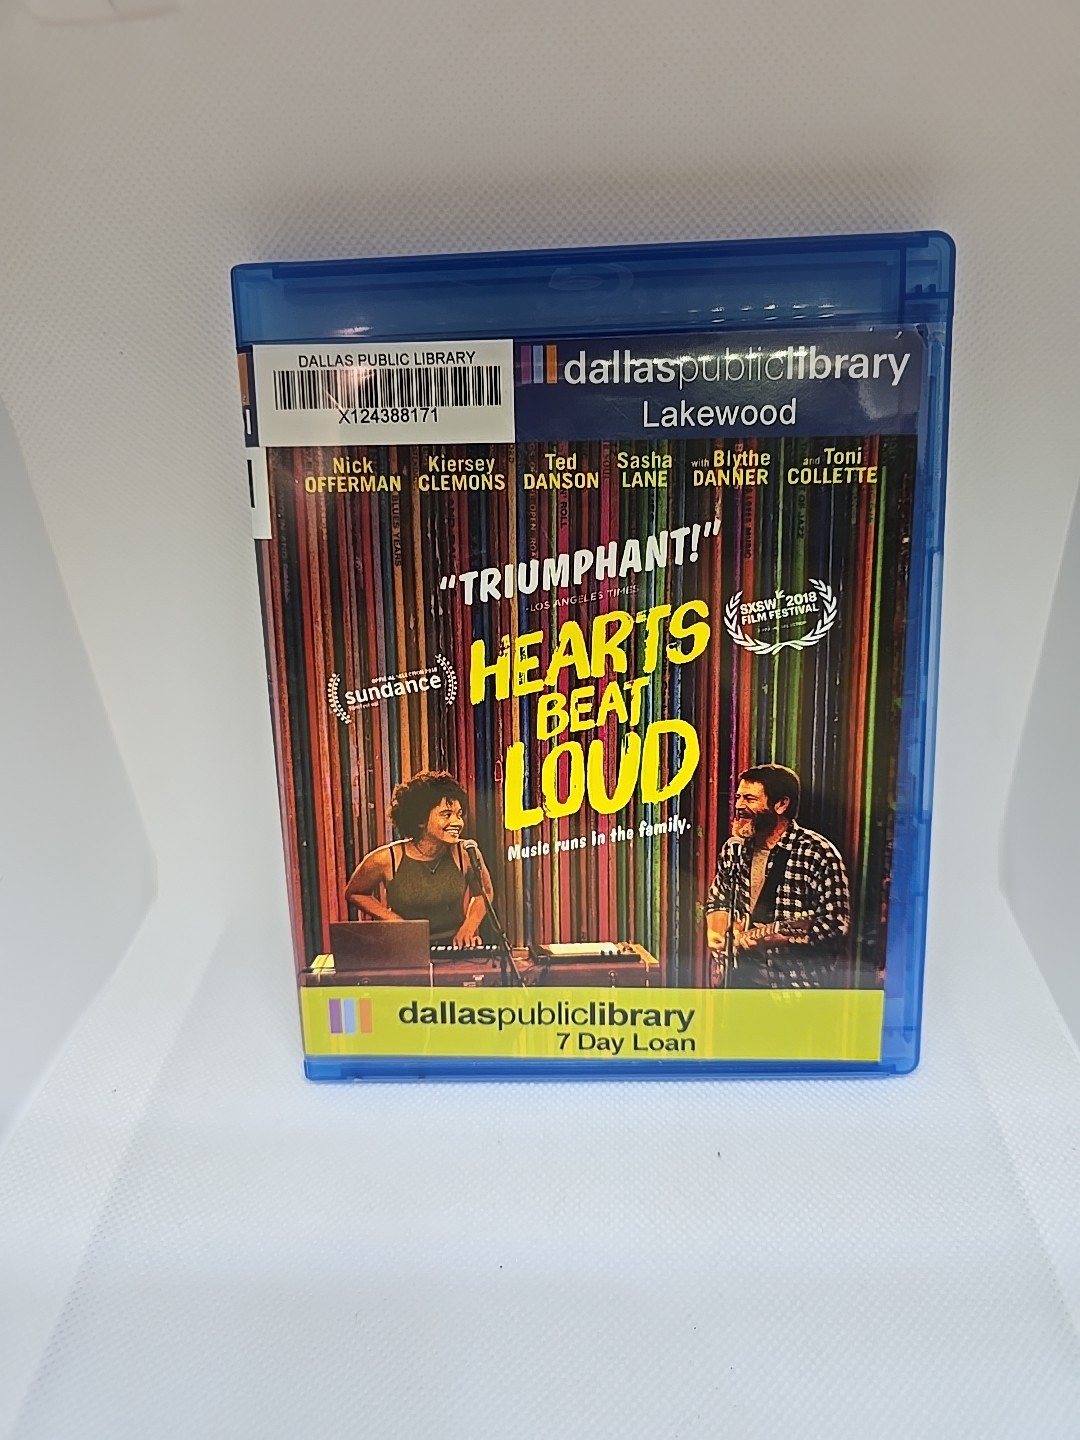 DALLAS PUBLIC LIBRARY
X124388171
dallaspubliclibrary
Lakewood
Nick OFFERMAN
Kiersey CLEMONS
Ted DANSON
Sasha LANE
with Blythe DANNER
and Toni COLLETTE
"TRIUMPHANT!"
-LOS ANGELES TIMES
SXSW 2018
FILM FESTIVAL
sundance
HEARTS
BEAT
LOUD
Music runs in the family.
dallaspubliclibrary
7 Day Loan